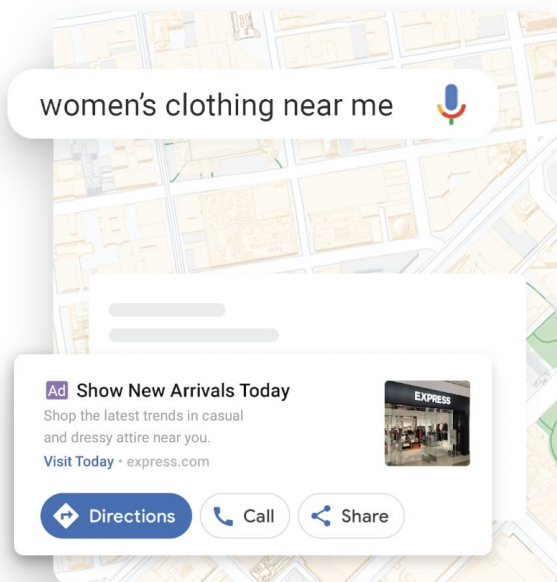 women's clothing near me
Ad Show New Arrivals Today
EXPRESS
Shop the latest trends in casual
and dressy attire near you.
Visit Today • express.com
Directions
Call
Share